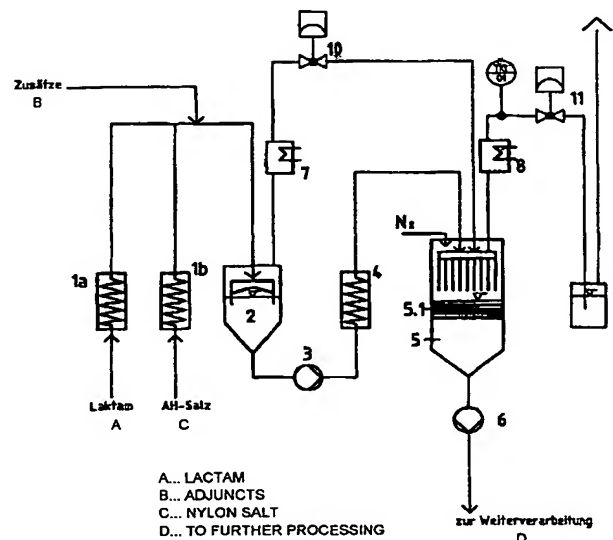 10
11
Zusätze
B
7
8
N₂
1a
1b
4
2
5.1
5
3
6
Laktam
A
AH-Salz
C
A... LACTAM
B... ADJUNCTS
C... NYLON SALT
D... TO FURTHER PROCESSING
zur Weiterverarbeitung
D